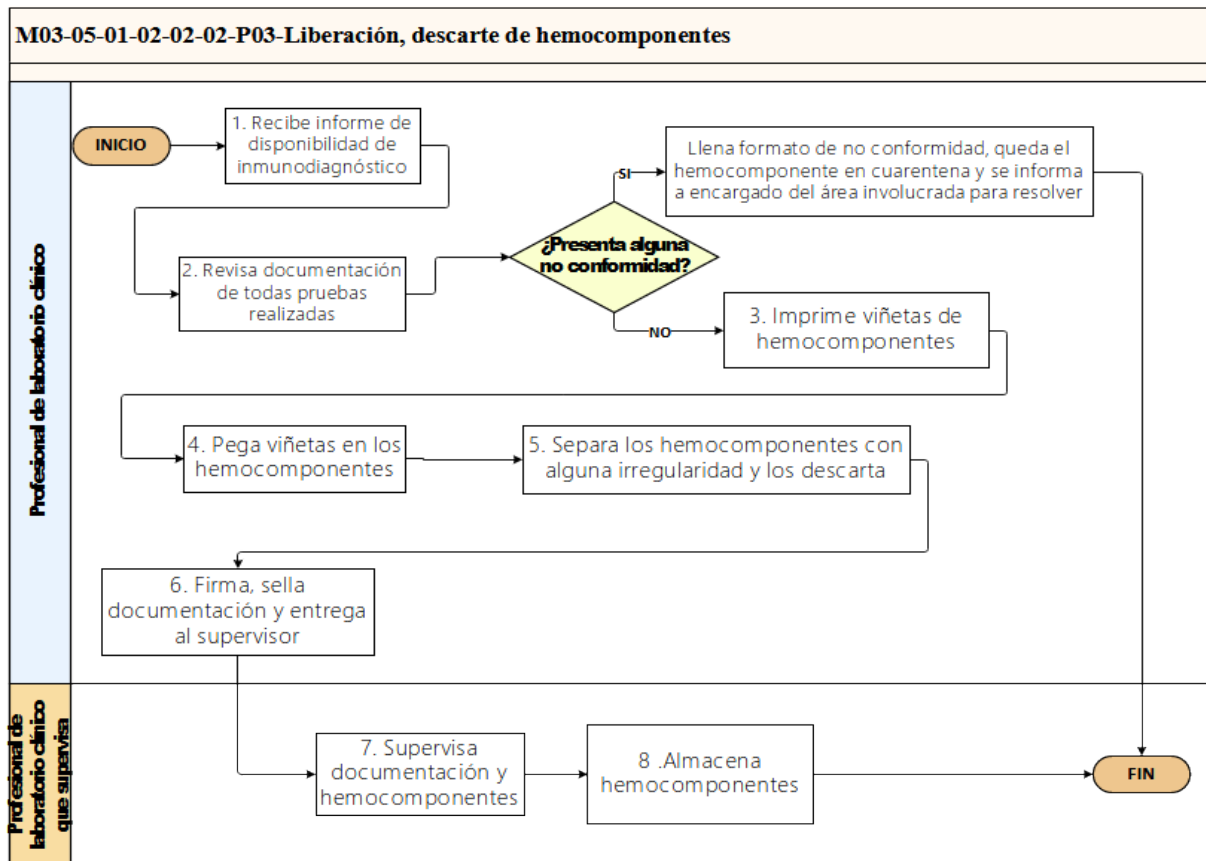 M03-05-01-02-02-02-P03-Liberación, descarte de hemocomponentes
Profesional de laboratorio clínico
INICIO
1. Recibe informe de
disponibilidad de
inmunodiagnóstico
2. Revisa documentación
de todas pruebas
realizadas
¿Presenta alguna
no conformidad?
SI
Llena formato de no conformidad, queda el
hemocomponente en cuarentena y se informa
a encargado del área involucrada para resolver
NO
3. Imprime viñetas de
hemocomponentes
4. Pega viñetas en los
hemocomponentes
5. Separa los hemocomponentes con
alguna irregularidad y los descarta
6. Firma, sella
documentación y entrega
al supervisor
Profesional de
laboratorio clínico
que supervisa
7. Supervisa
documentación y
hemocomponentes
8 .Almacena
hemocomponentes
FIN